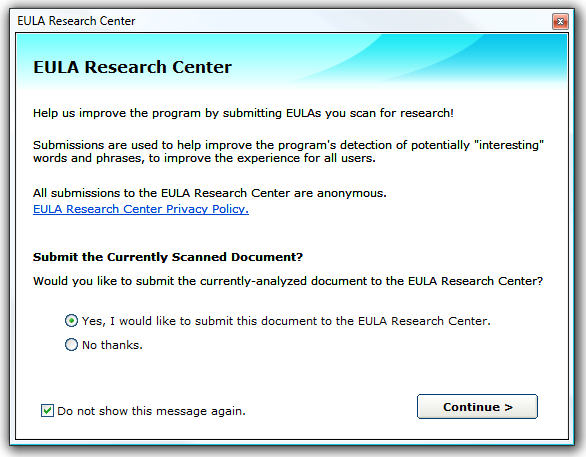 EULA Research Center
EULA Research Center
Help us improve the program by submitting EULAs you scan for research!
Submissions are used to help improve the program's detection of potentially "interesting"
words and phrases, to improve the experience for all users.
All submissions to the EULA Research Center are anonymous.
EULA Research Center Privacy Policy.
Submit the Currently Scanned Document?
Would you like to submit the currently-analyzed document to the EULA Research Center?
Yes, I would like to submit this document to the EULA Research Center.
No thanks.
Do not show this message again.
Continue >